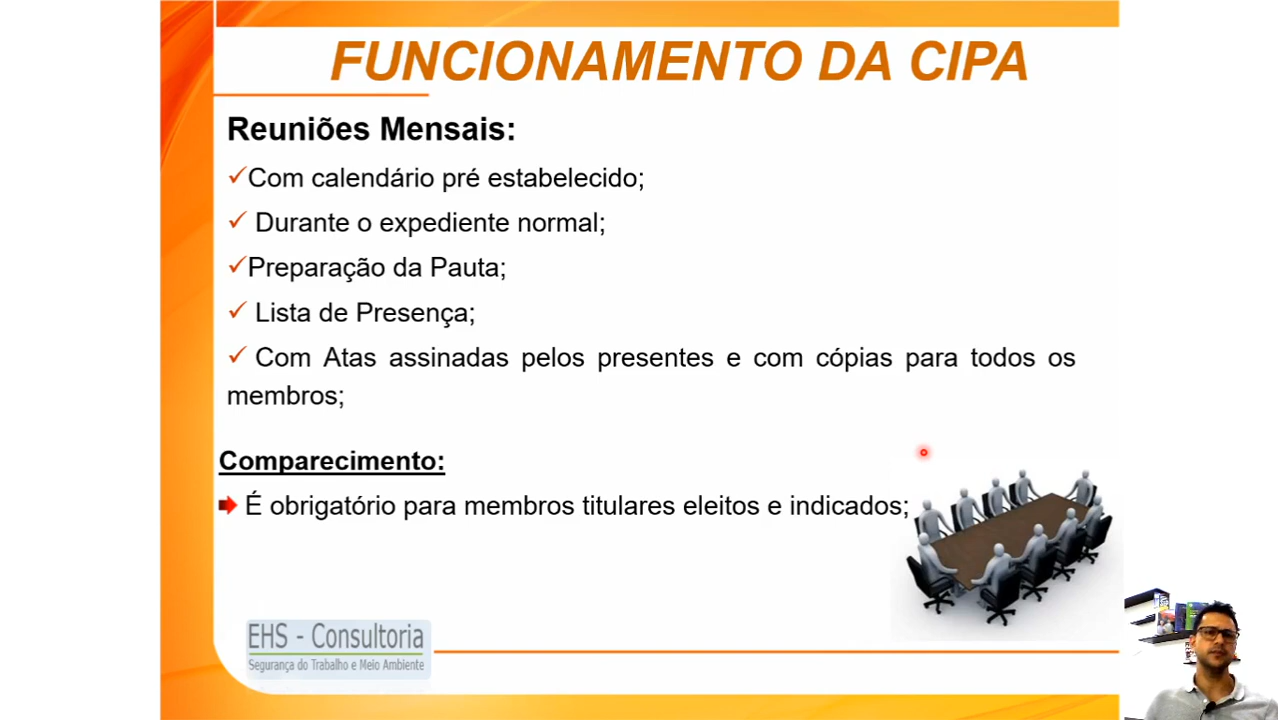 FUNCIONAMENTO DA CIPA
Reuniões Mensais:
Com calendário pré estabelecido;
Durante o expediente normal;
Preparação da Pauta;
Lista de Presença;
Com Atas assinadas pelos presentes e com cópias para todos os
membros;
Comparecimento:
É obrigatório para membros titulares eleitos e indicados;
EHS - Consultoria
Segurança do Trabalho e Meio Ambiente